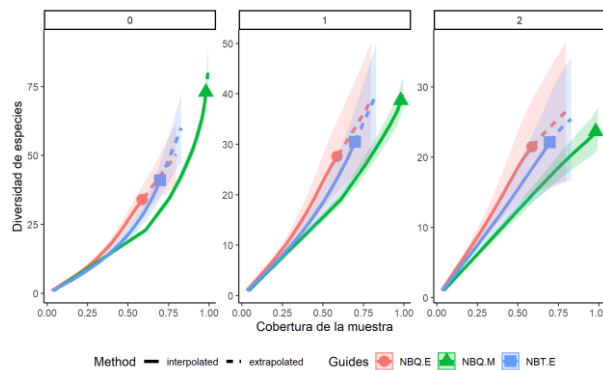 0 1 2
Diversidad de especies
75
50
25
0
50
40
30
20
10
0
30
20
10
0
0.00 0.25 0.50 0.75 1.00 0.00 0.25 0.50 0.75 1.00 0.00 0.25 0.50 0.75 1.00
Cobertura de la muestra
Method interpolated extrapolated Guides NBQ.E NBQ.M NBT.E